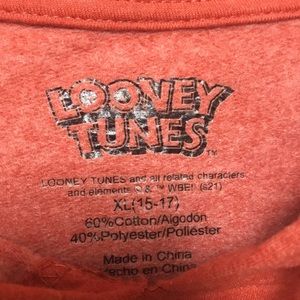 LOONEY
TUNES
™
LOONEY TUNES and all related characters
and elements © & ™ WBEI (s21)
XL(15-17)
60%Cotton/Algodón
40%Polyester/Poliéster
Made in China
Hecho en China